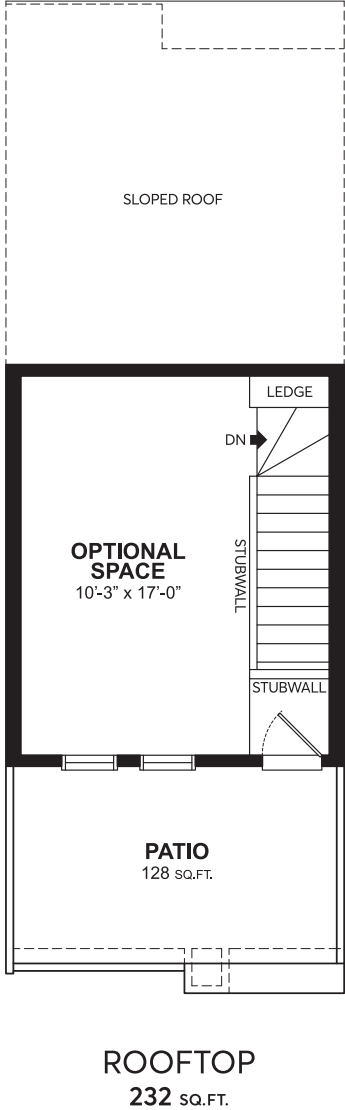 SLOPED ROOF
LEDGE
DN
OPTIONAL
SPACE
10’-3” x 17’-0”
STUBWALL
STUBWALL
PATIO
128 SQ.FT.
ROOFTOP
232 SQ.FT.